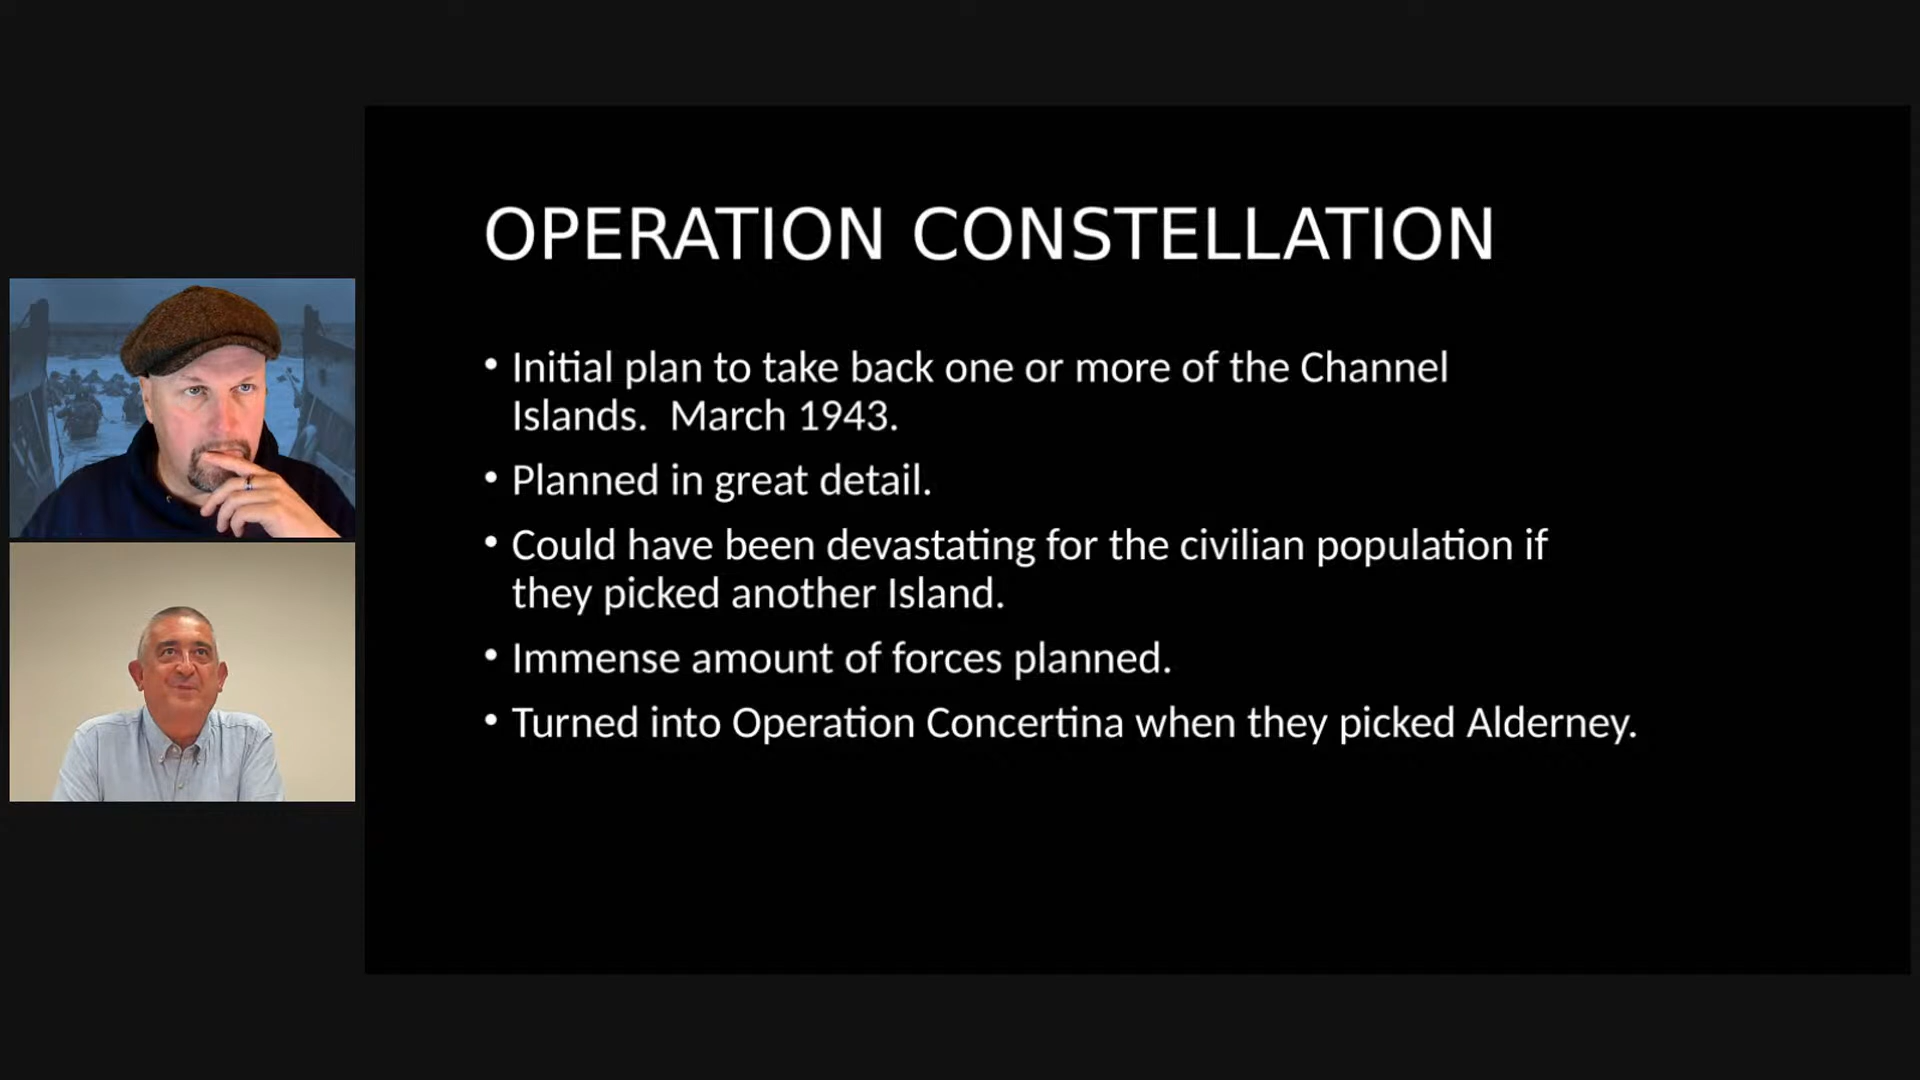 OPERATION CONSTELLATION
• Initial plan to take back one or more of the Channel
Islands.  March 1943.
• Planned in great detail.
• Could have been devastating for the civilian population if
they picked another Island.
• Immense amount of forces planned.
• Turned into Operation Concertina when they picked Alderney.